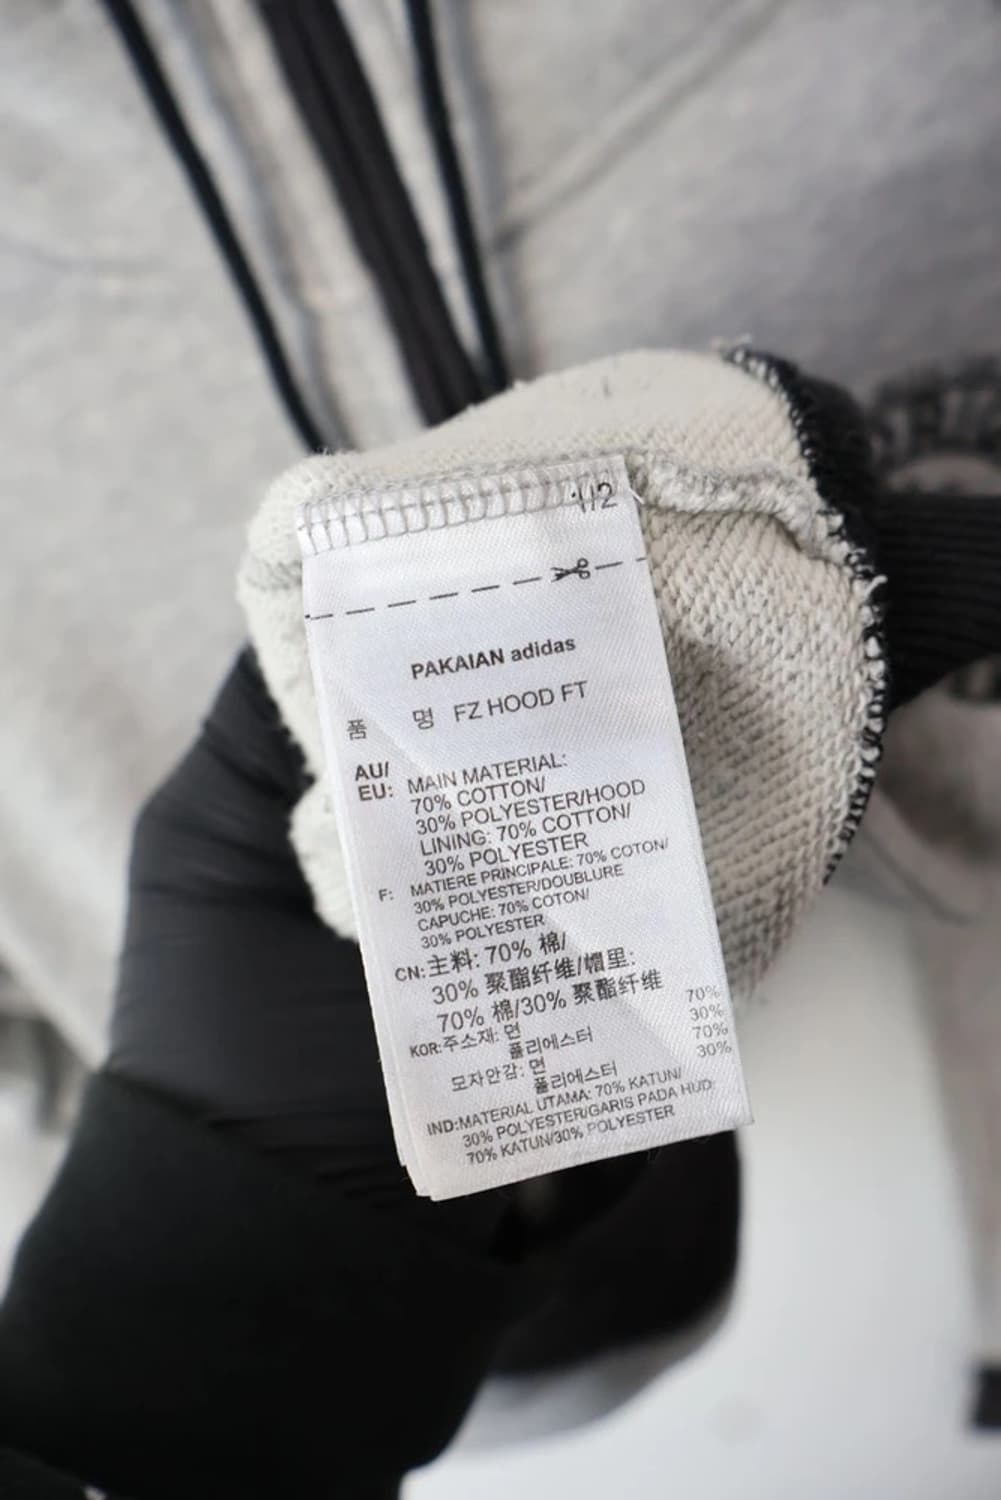 1/2
PAKAIAN adidas
품 명 FZ HOOD FT
AU/
EU: MAIN MATERIAL:
70% COTTON/
30% POLYESTER/HOOD
LINING: 70% COTTON/
30% POLYESTER
F: MATIERE PRINCIPALE: 70% COTON/
30% POLYESTER/DOUBLURE
CAPUCHE: 70% COTON/
30% POLYESTER
CN: 主料: 70% 棉/
30% 聚酯纤维/帽里:
70% 棉/30% 聚酯纤维
KOR:주소재: 면 70%
폴리에스터 30%
모자안감: 면 70%
폴리에스터 30%
IND:MATERIAL UTAMA: 70% KATUN/
30% POLYESTER/GARIS PADA HUD:
70% KATUN/30% POLYESTER